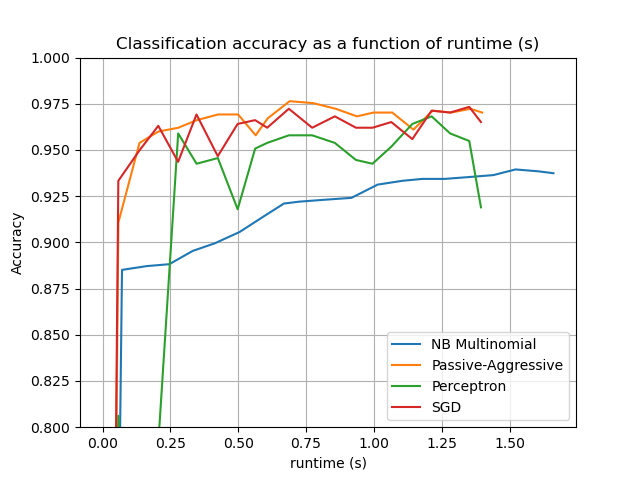 Classification accuracy as a function of runtime (s)
1.000
0.975
0.950
0.925
0.900
0.875
0.850
0.825
0.800
Accuracy
NB Multinomial
Passive-Aggressive
Perceptron
SGD
0.00 0.25 0.50 0.75 1.00 1.25 1.50
runtime (s)